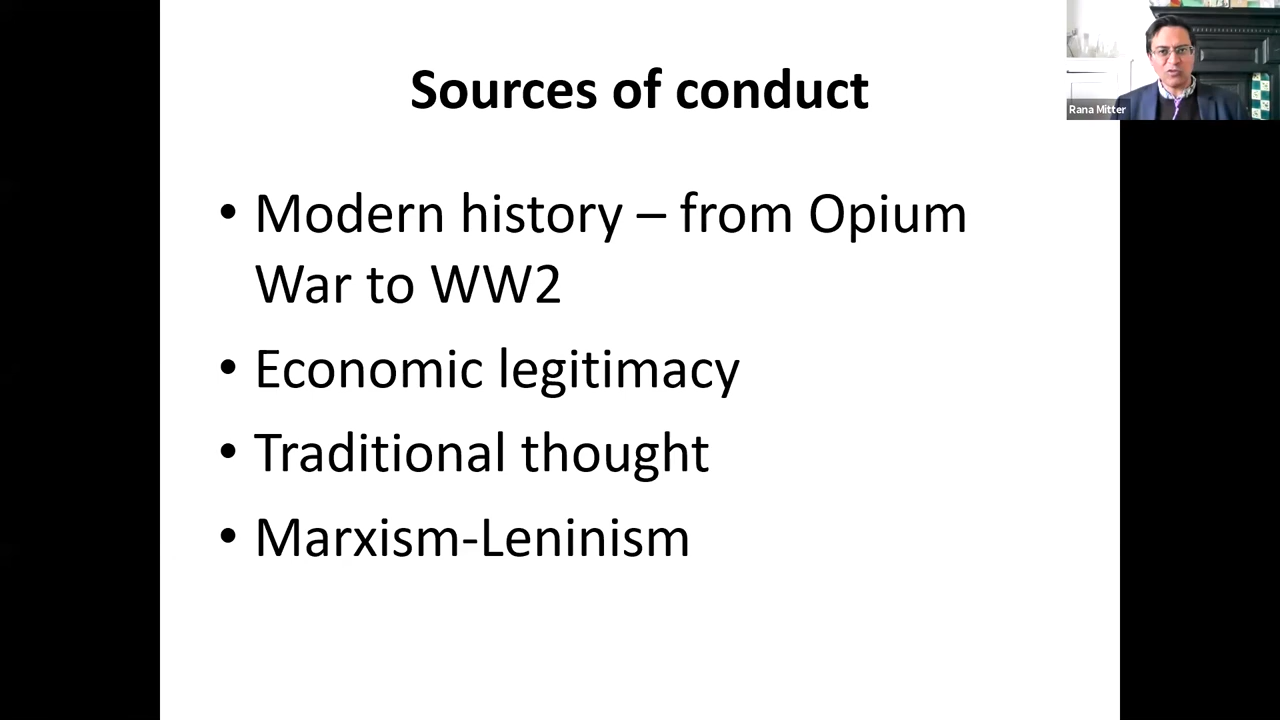 Sources of conduct
Rana Mitter
• Modern history – from Opium
War to WW2
• Economic legitimacy
• Traditional thought
• Marxism-Leninism